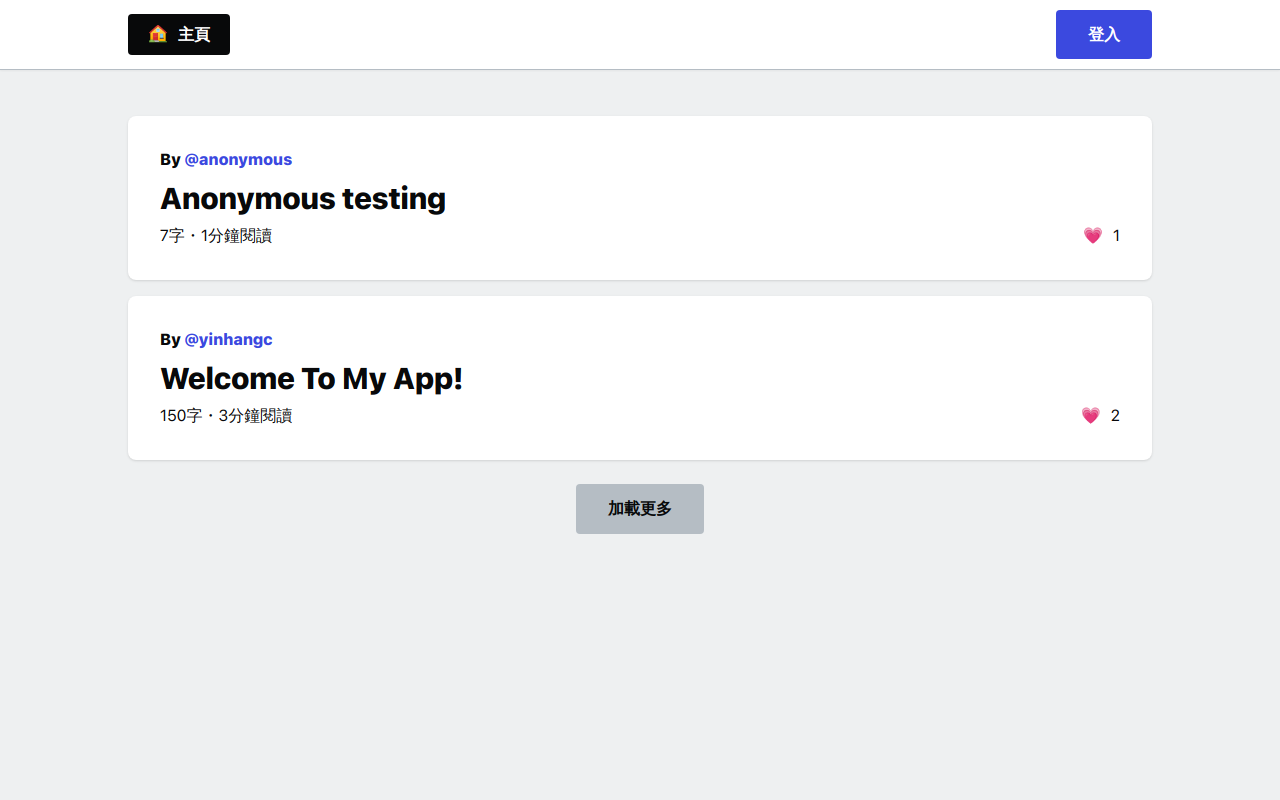 🏠 主頁
登入
By @anonymous
Anonymous testing
7字・1分鐘閱讀
💗 1
By @yinhangc
Welcome To My App!
150字・3分鐘閱讀
💗 2
加載更多